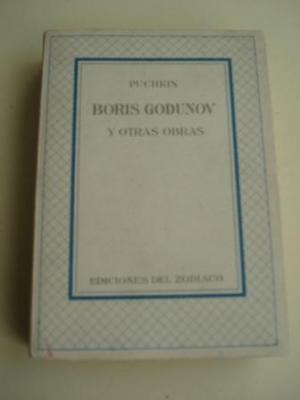 PUCHKIN
BORIS GODUNOV
Y OTRAS OBRAS
EDICIONES DEL ZODIACO